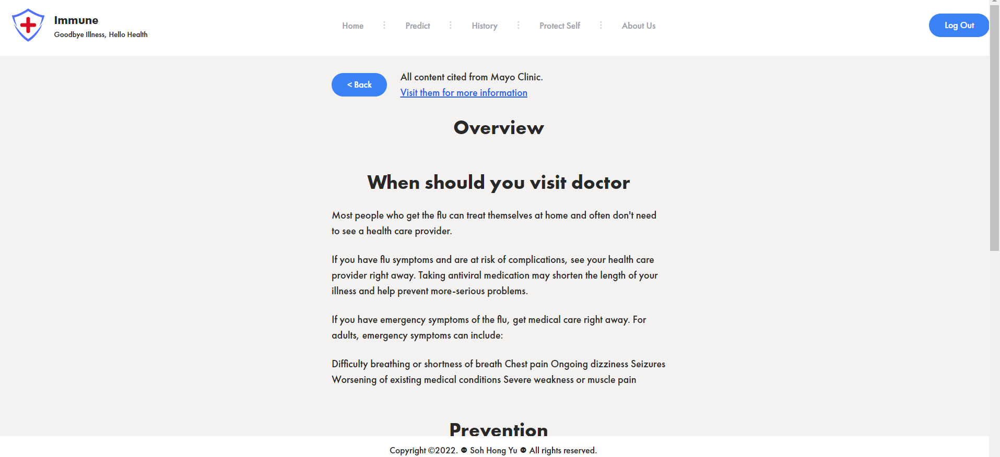 Immune
Goodbye Illness, Hello Health
Home
Predict
History
Protect Self
About Us
Log Out
< Back
All content cited from Mayo Clinic.
Visit them for more information
Overview
When should you visit doctor
Most people who get the flu can treat themselves at home and often don't need
to see a health care provider.
If you have flu symptoms and are at risk of complications, see your health care
provider right away. Taking antiviral medication may shorten the length of your
illness and help prevent more-serious problems.
If you have emergency symptoms of the flu, get medical care right away. For
adults, emergency symptoms can include:
Difficulty breathing or shortness of breath Chest pain Ongoing dizziness Seizures
Worsening of existing medical conditions Severe weakness or muscle pain
Prevention
Copyright ©2022. Soh Hong Yu All rights reserved.